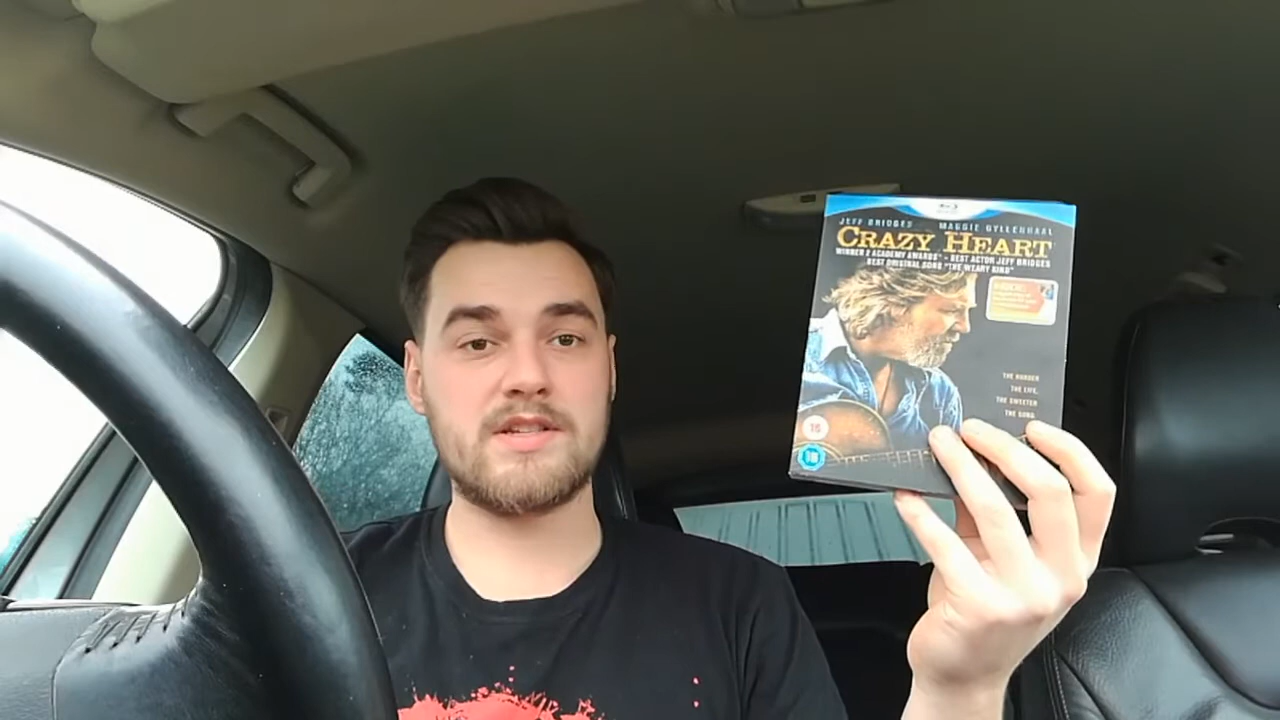 JEFF BRIDGES MAGGIE GYLLENHAAL
CRAZY HEART
WINNER 2 ACADEMY AWARDS® - BEST ACTOR JEFF BRIDGES
BEST ORIGINAL SONG "THE WEARY KIND"
THE HARDER
THE LIFE,
THE SWEETER
THE SONG.